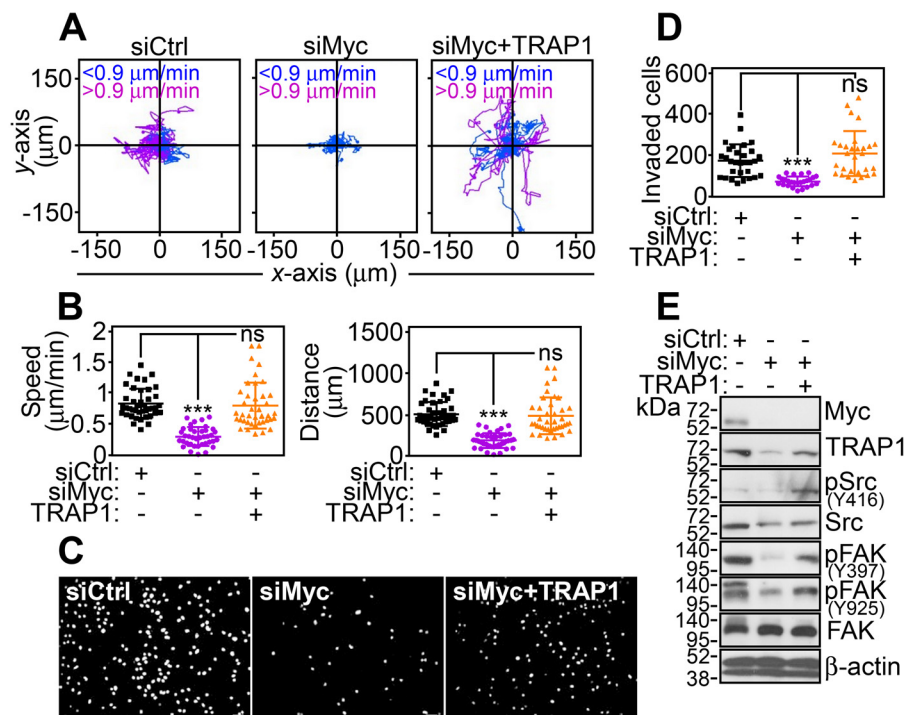 A
siCtrl siMyc siMyc+TRAP1
<0.9 µm/min <0.9 µm/min <0.9 µm/min
>0.9 µm/min >0.9 µm/min >0.9 µm/min
y-axis
(µm)
150
0
-150
-150 0 150 -150 0 150 -150 0 150
x-axis (µm)
B
Speed
(µm/min)
2
1.5
1
0.5
0
ns
***
siCtrl: + - -
siMyc: - + +
TRAP1: - - +
Distance
(µm)
1500
1000
500
0
ns
***
siCtrl: + - -
siMyc: - + +
TRAP1: - - +
C
siCtrl siMyc siMyc+TRAP1
D
Invaded cells
600
400
200
0
ns
***
siCtrl: + - -
siMyc: - + +
TRAP1: - - +
E
siCtrl: + - -
siMyc: - + +
TRAP1: - - +
kDa
72-
52-
Myc
72-
52-
TRAP1
72-
52-
pSrc
(Y416)
72-
52-
Src
140-
95-
pFAK
(Y397)
140-
95-
pFAK
(Y925)
140-
95-
FAK
52-
38-
β-actin